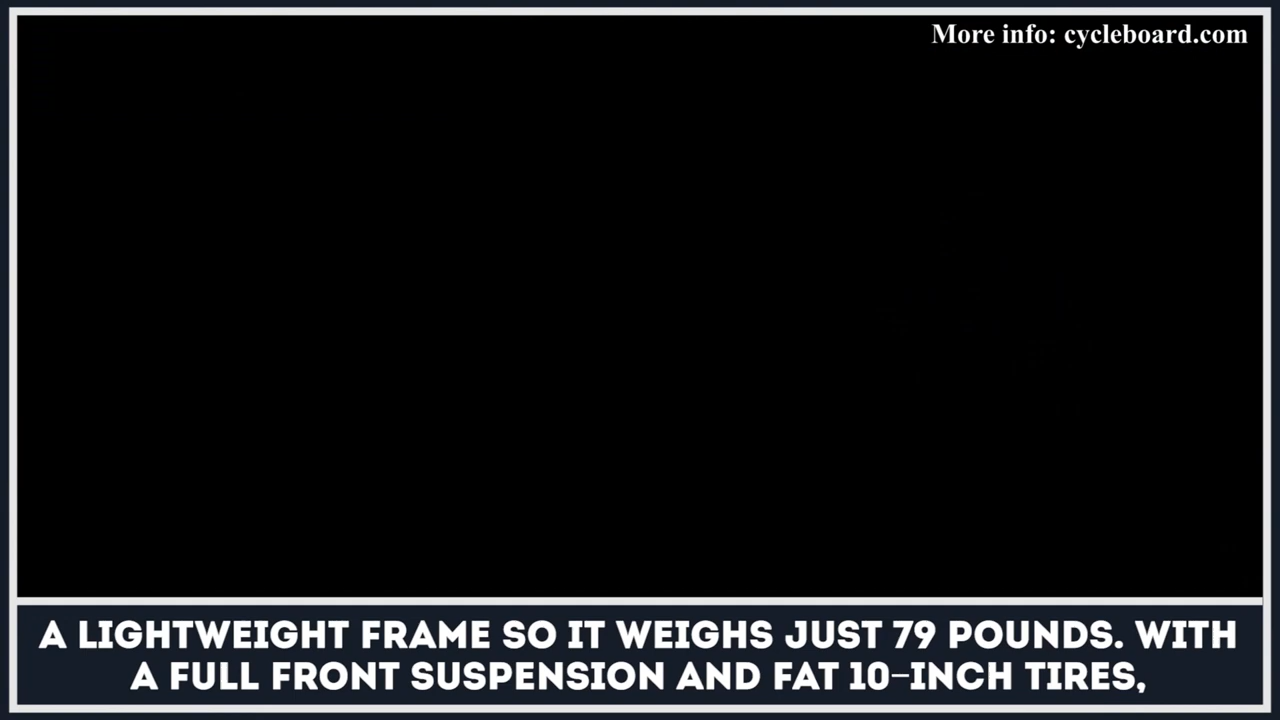 More info: cycleboard.com
A LIGHTWEIGHT FRAME SO IT WEIGHS JUST 79 POUNDS. WITH
A FULL FRONT SUSPENSION AND FAT 10-INCH TIRES,